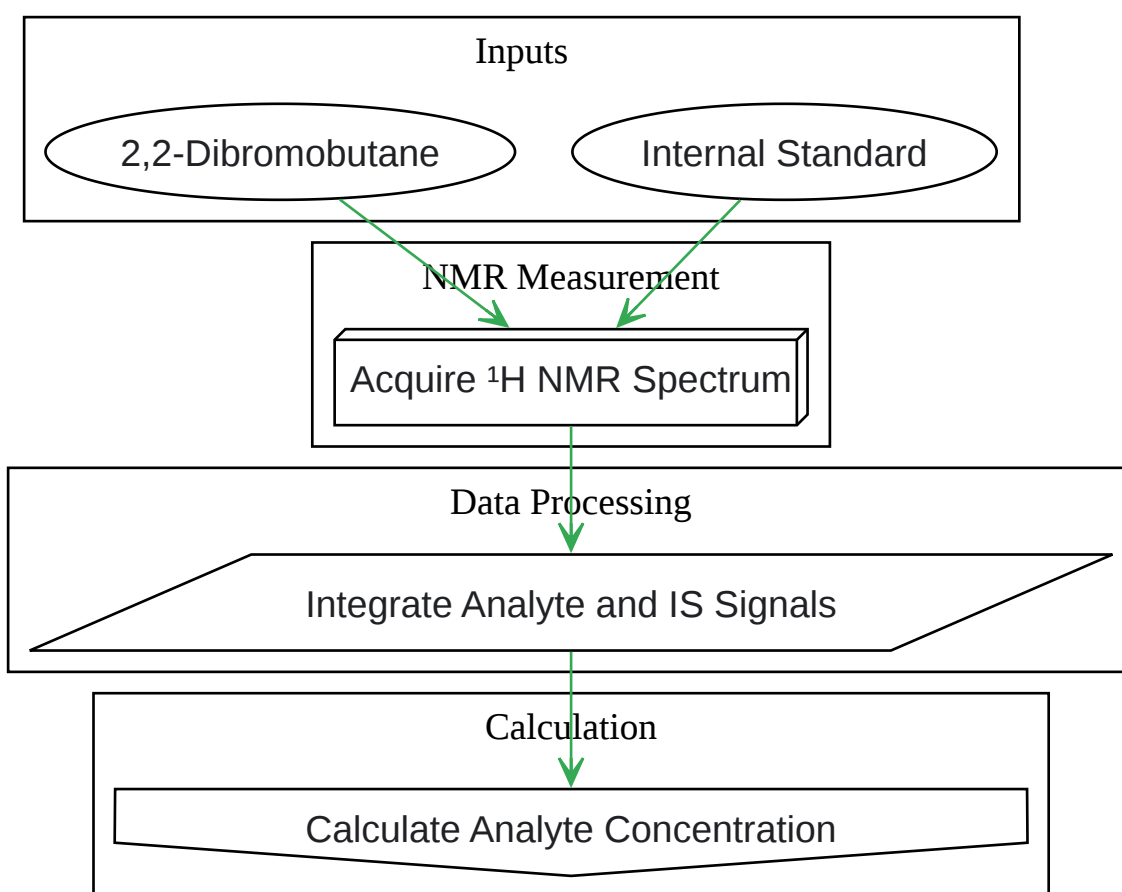 Inputs
2,2-Dibromobutane
Internal Standard
NMR Measurement
Acquire ¹H NMR Spectrum
Data Processing
Integrate Analyte and IS Signals
Calculation
Calculate Analyte Concentration